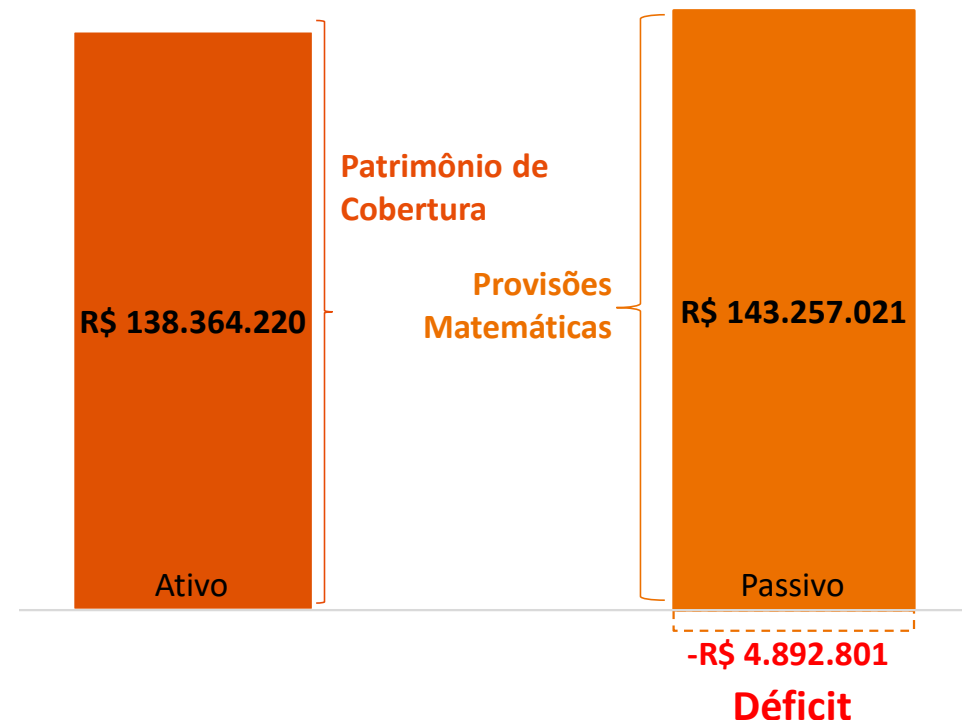 Patrimônio de
Cobertura
Provisões
Matemáticas
R$ 138.364.220
R$ 143.257.021
Ativo
Passivo
-R$ 4.892.801
Déficit